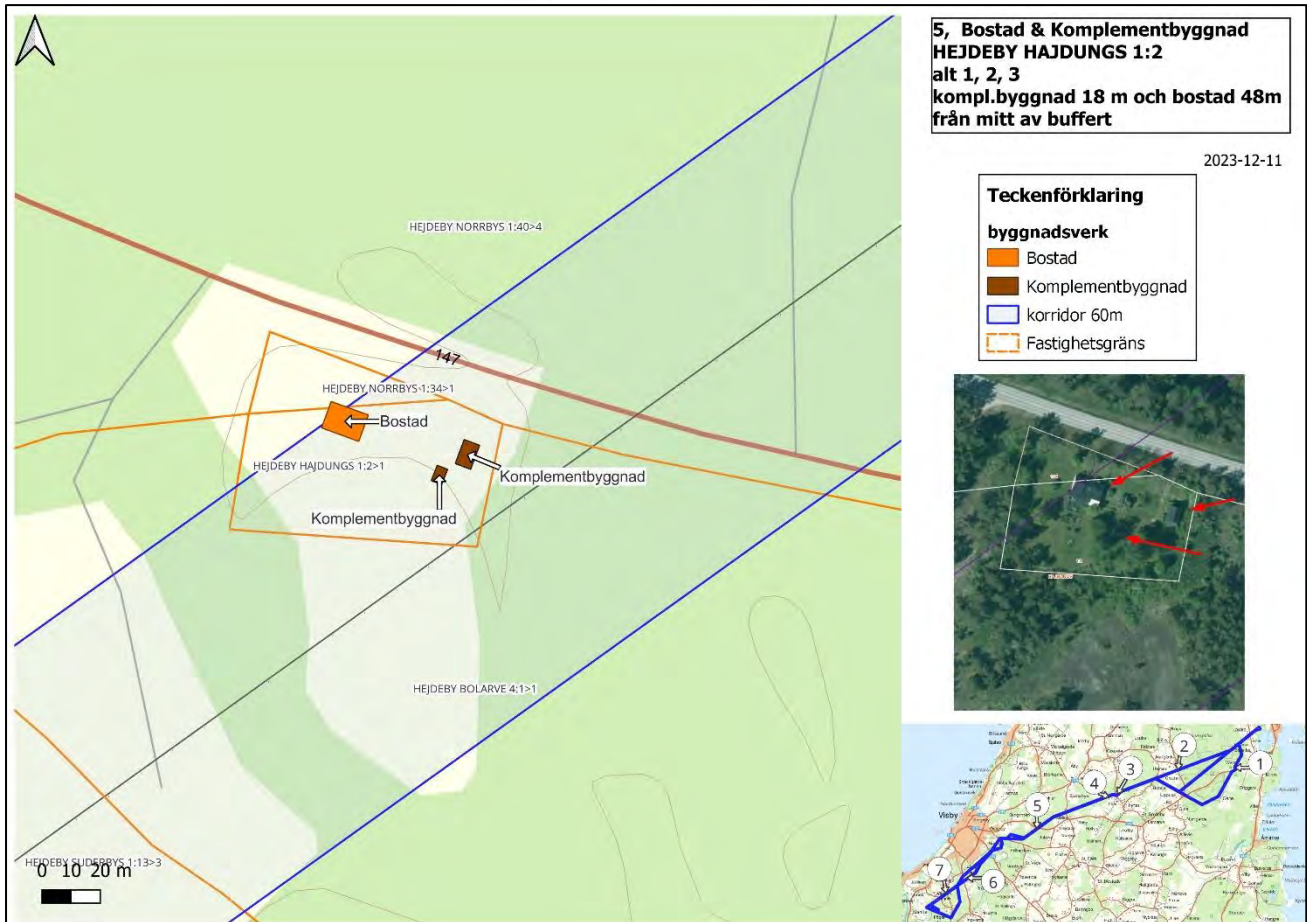 5, Bostad & Komplementbyggnad
HEJDEBY HAJDUNGS 1:2
alt 1, 2, 3
kompl.byggnad 18 m och bostad 48m
från mitt av buffert
2023-12-11
Teckenförklaring
byggnadsverk
Bostad
Komplementbyggnad
korridor 60m
Fastighetsgräns
HEJDEBY NORRBYS 1:40>4
147
HEJDEBY NORRBYS 1:34>1
Bostad
HEJDEBY HAJDUNGS 1:2>1
Komplementbyggnad
Komplementbyggnad
HEJDEBY BOLARVE 4:1>1
HEJDEBY SUDERBYS 1:13>3
0 10 20 m
1
2
3
4
5
Visby
6
7